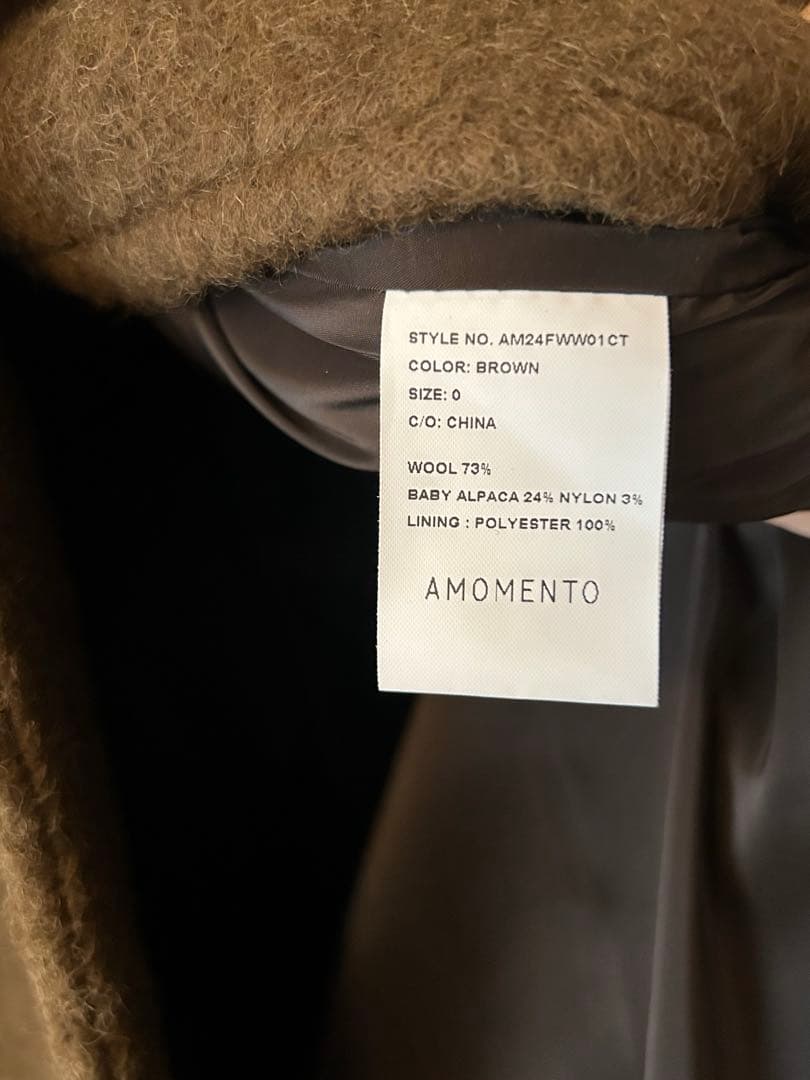 STYLE NO. AM24FWW01CT
COLOR: BROWN
SIZE: 0
C/O: CHINA
WOOL 73%
BABY ALPACA 24% NYLON 3%
LINING : POLYESTER 100%
AMOMENTO